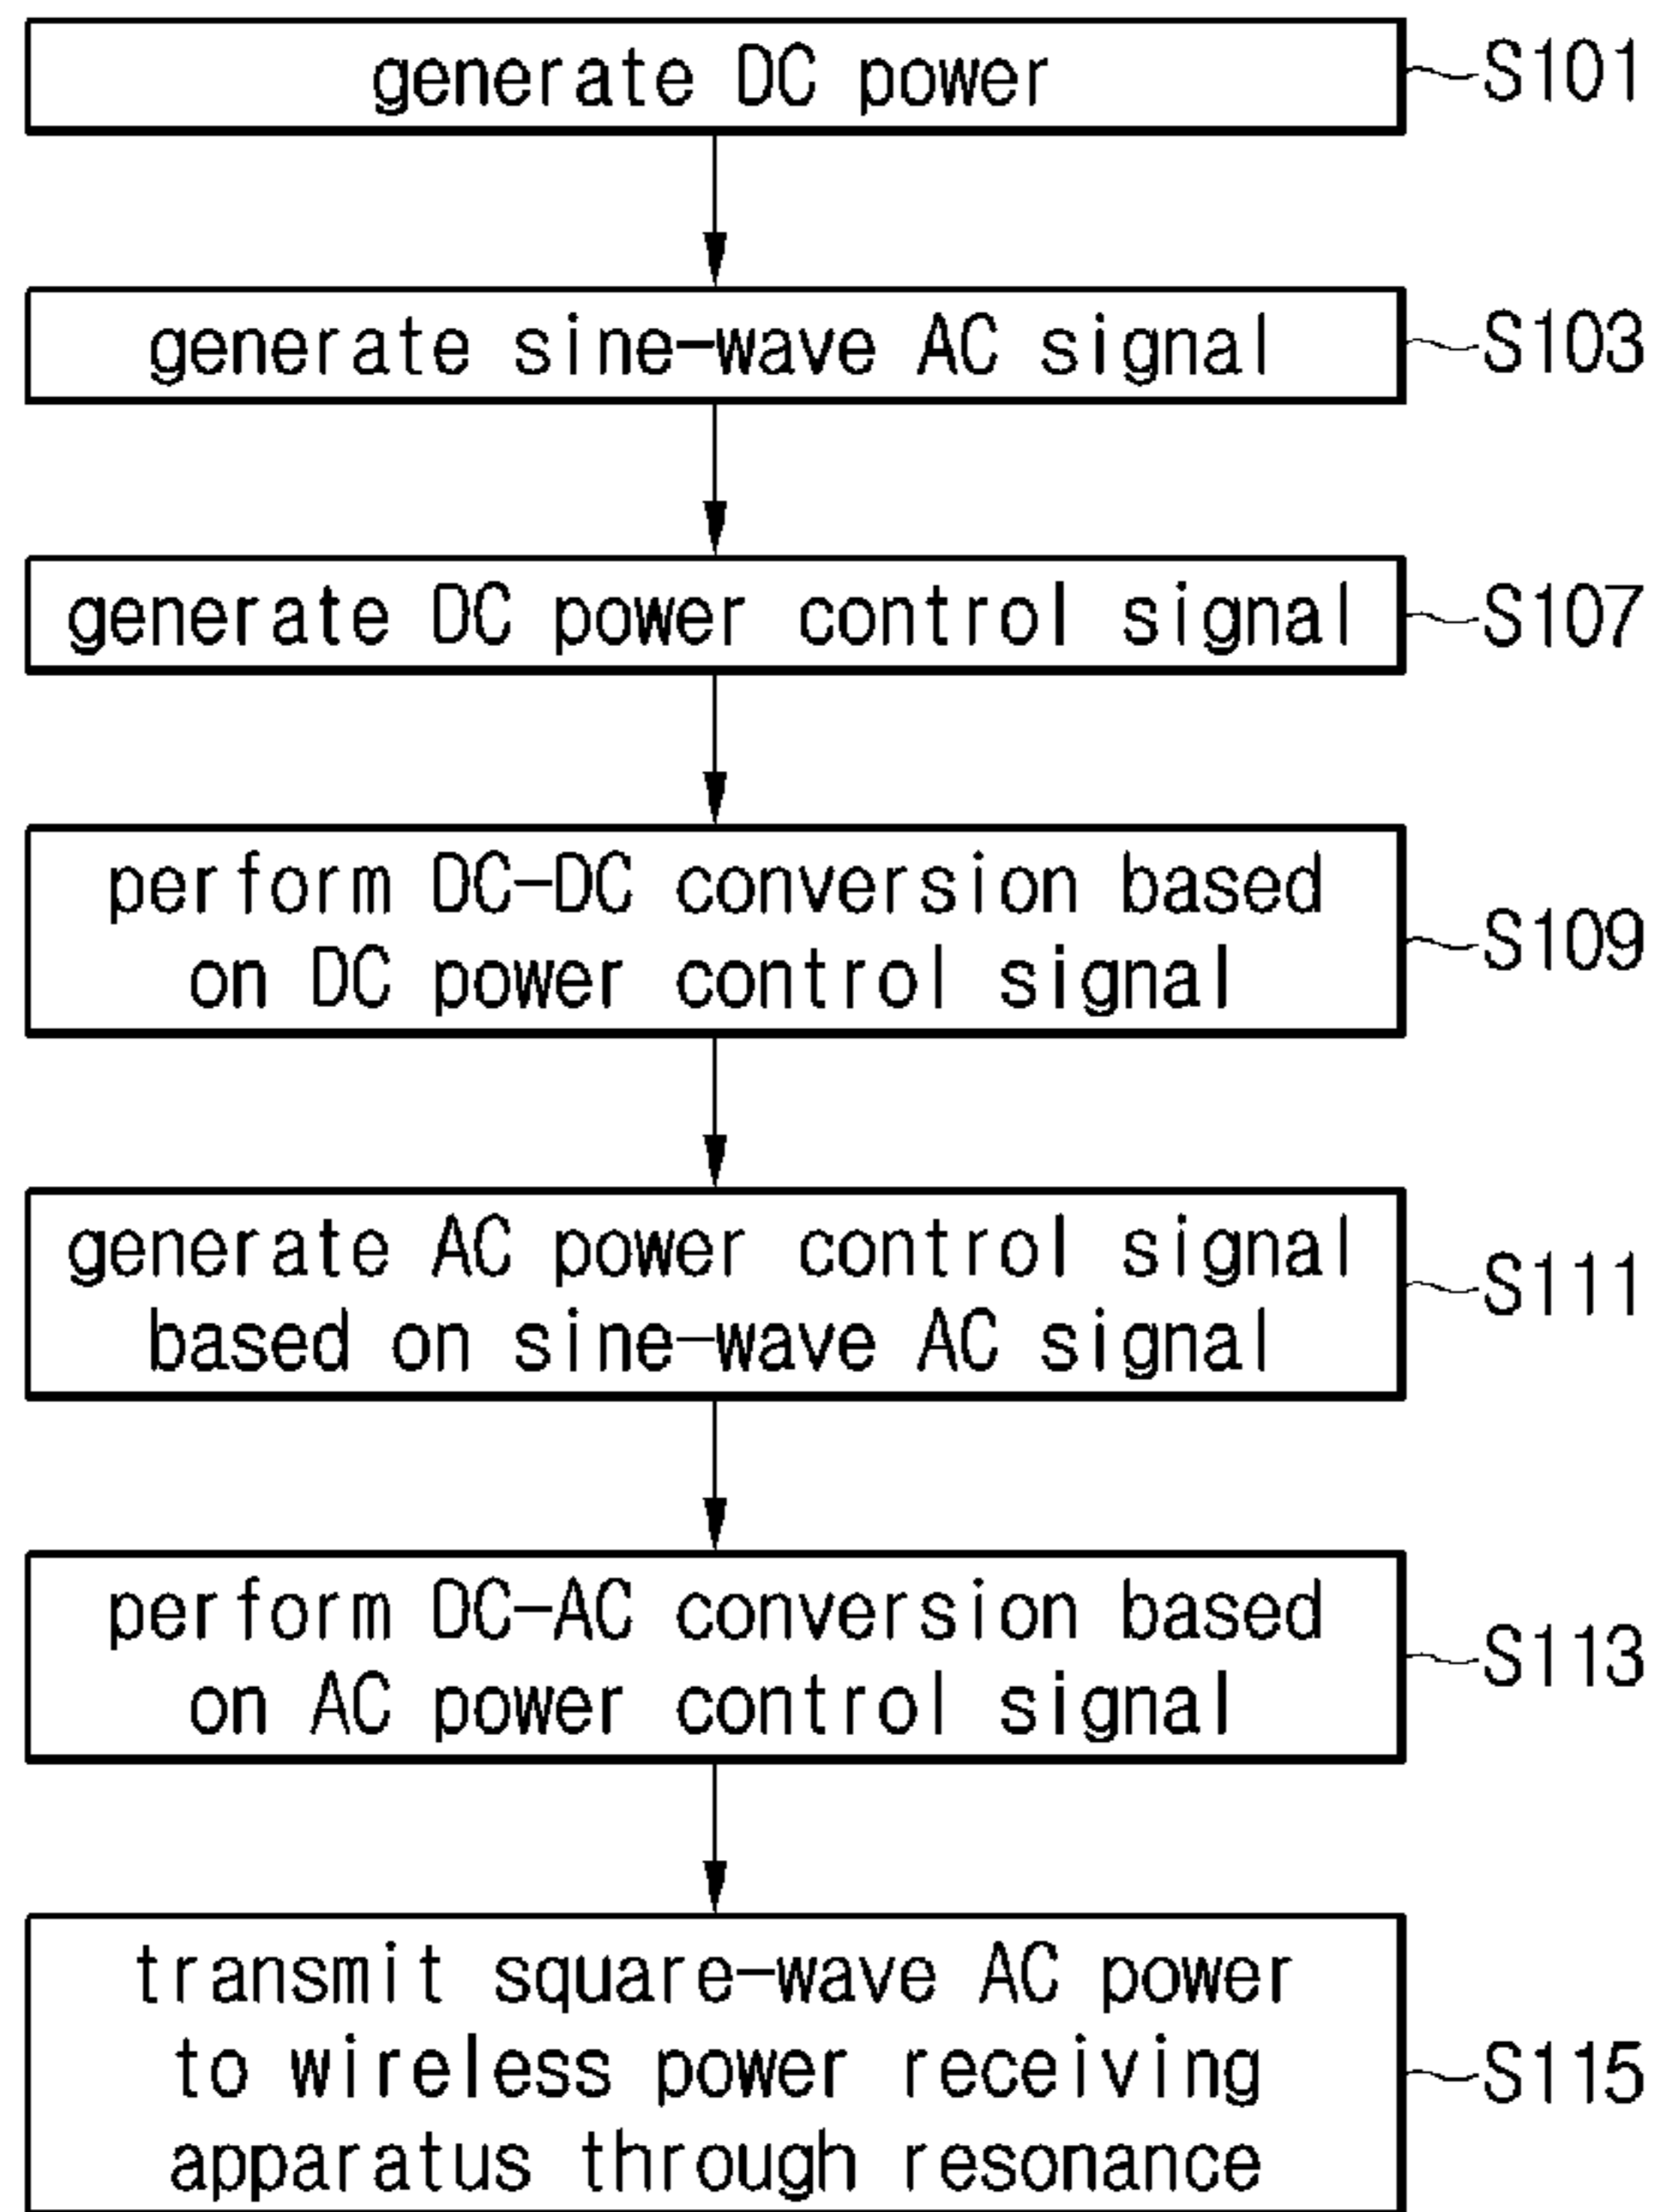 generate DC power
S101
generate sine-wave AC signal
S103
generate DC power control signal
S107
perform DC-DC conversion based
on DC power control signal
S109
generate AC power control signal
based on sine-wave AC signal
S111
perform DC-AC conversion based
on AC power control signal
S113
transmit square-wave AC power
to wireless power receiving
apparatus through resonance
S115